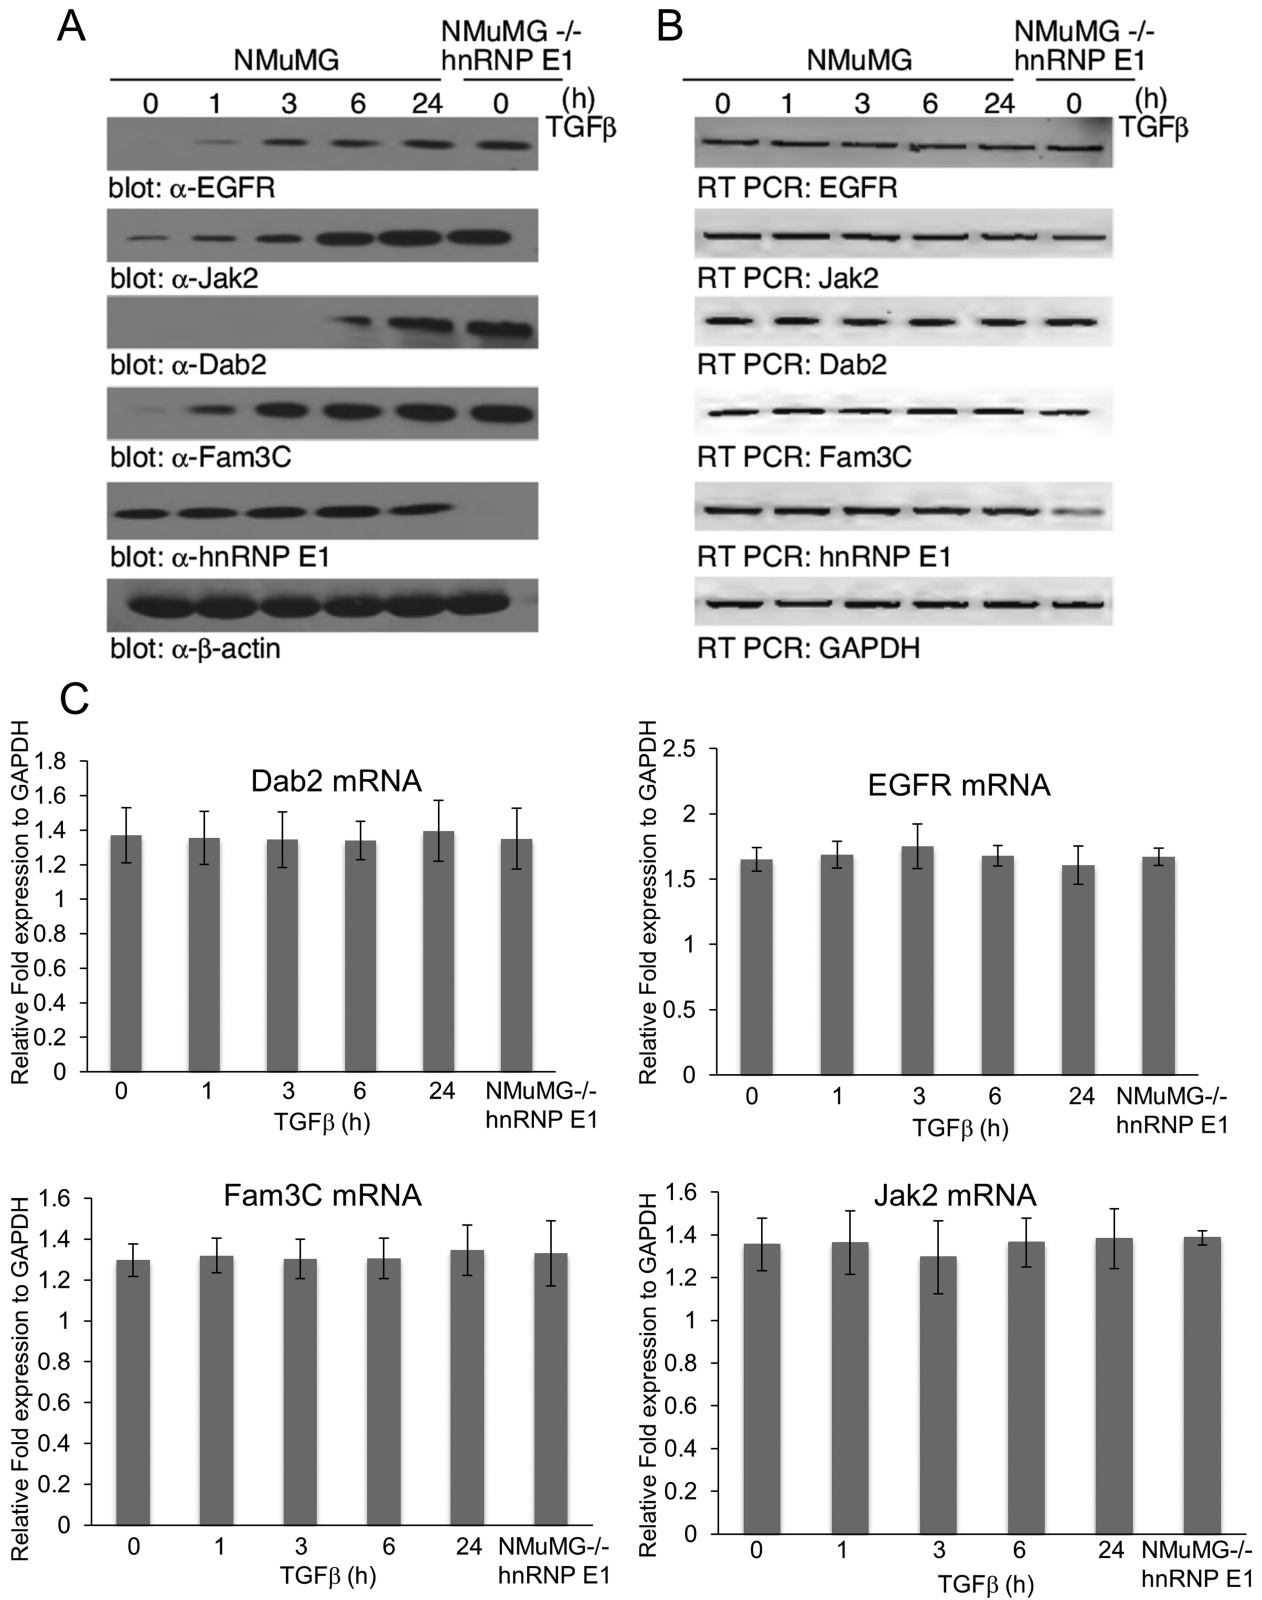 A
NMuMG
NMuMG -/-
hnRNP E1
0 1 3 6 24 0 (h)
TGFβ
blot: α-EGFR
blot: α-Jak2
blot: α-Dab2
blot: α-Fam3C
blot: α-hnRNP E1
blot: α-β-actin
B
NMuMG
NMuMG -/-
hnRNP E1
0 1 3 6 24 0 (h)
TGFβ
RT PCR: EGFR
RT PCR: Jak2
RT PCR: Dab2
RT PCR: Fam3C
RT PCR: hnRNP E1
RT PCR: GAPDH
C
Dab2 mRNA
Relative Fold expression to GAPDH
1.8
1.6
1.4
1.2
1
0.8
0.6
0.4
0.2
0
0 1 3 6 24 NMuMG-/-
hnRNP E1
TGFβ (h)
EGFR mRNA
Relative Fold expression to GAPDH
2.5
2
1.5
1
0.5
0
0 1 3 6 24 NMuMG-/-
hnRNP E1
TGFβ (h)
Fam3C mRNA
Relative Fold expression to GAPDH
1.6
1.4
1.2
1
0.8
0.6
0.4
0.2
0
0 1 3 6 24 NMuMG-/-
hnRNP E1
TGFβ (h)
Jak2 mRNA
Relative Fold expression to GAPDH
1.6
1.4
1.2
1
0.8
0.6
0.4
0.2
0
0 1 3 6 24 NMuMG-/-
hnRNP E1
TGFβ (h)